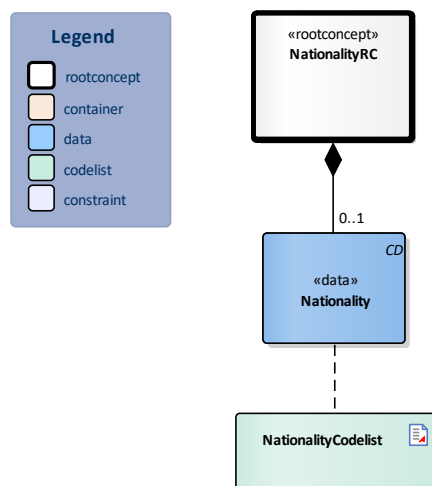 Legend
rootconcept
container
data
codelist
constraint
«rootconcept»
NationalityRC
0..1
CD
«data»
Nationality
NationalityCodelist